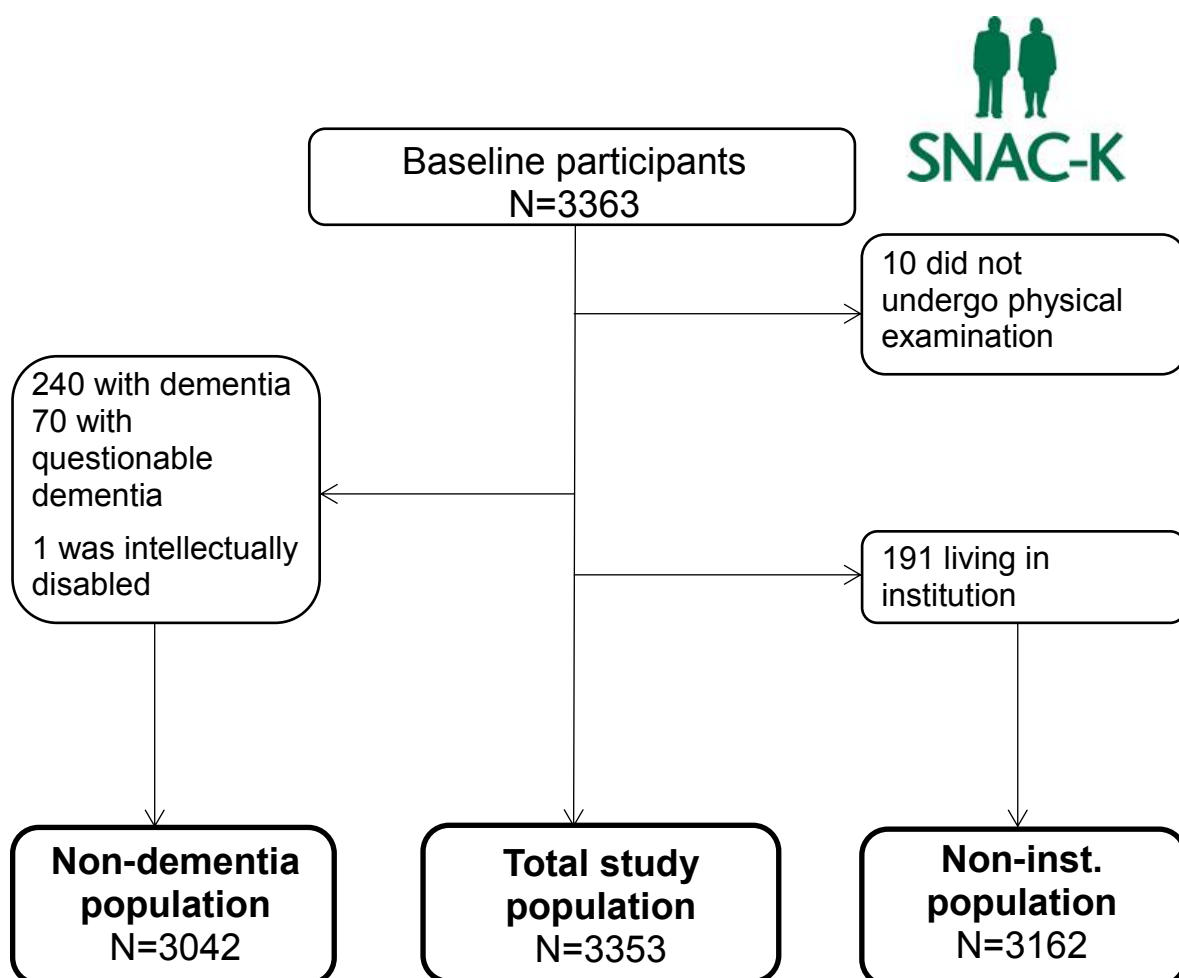 SNAC-K
Baseline participants
N=3363
10 did not
undergo physical
examination
240 with dementia
70 with
questionable
dementia
1 was intellectually
disabled
191 living in
institution
Non-dementia
population
N=3042
Total study
population
N=3353
Non-inst.
population
N=3162